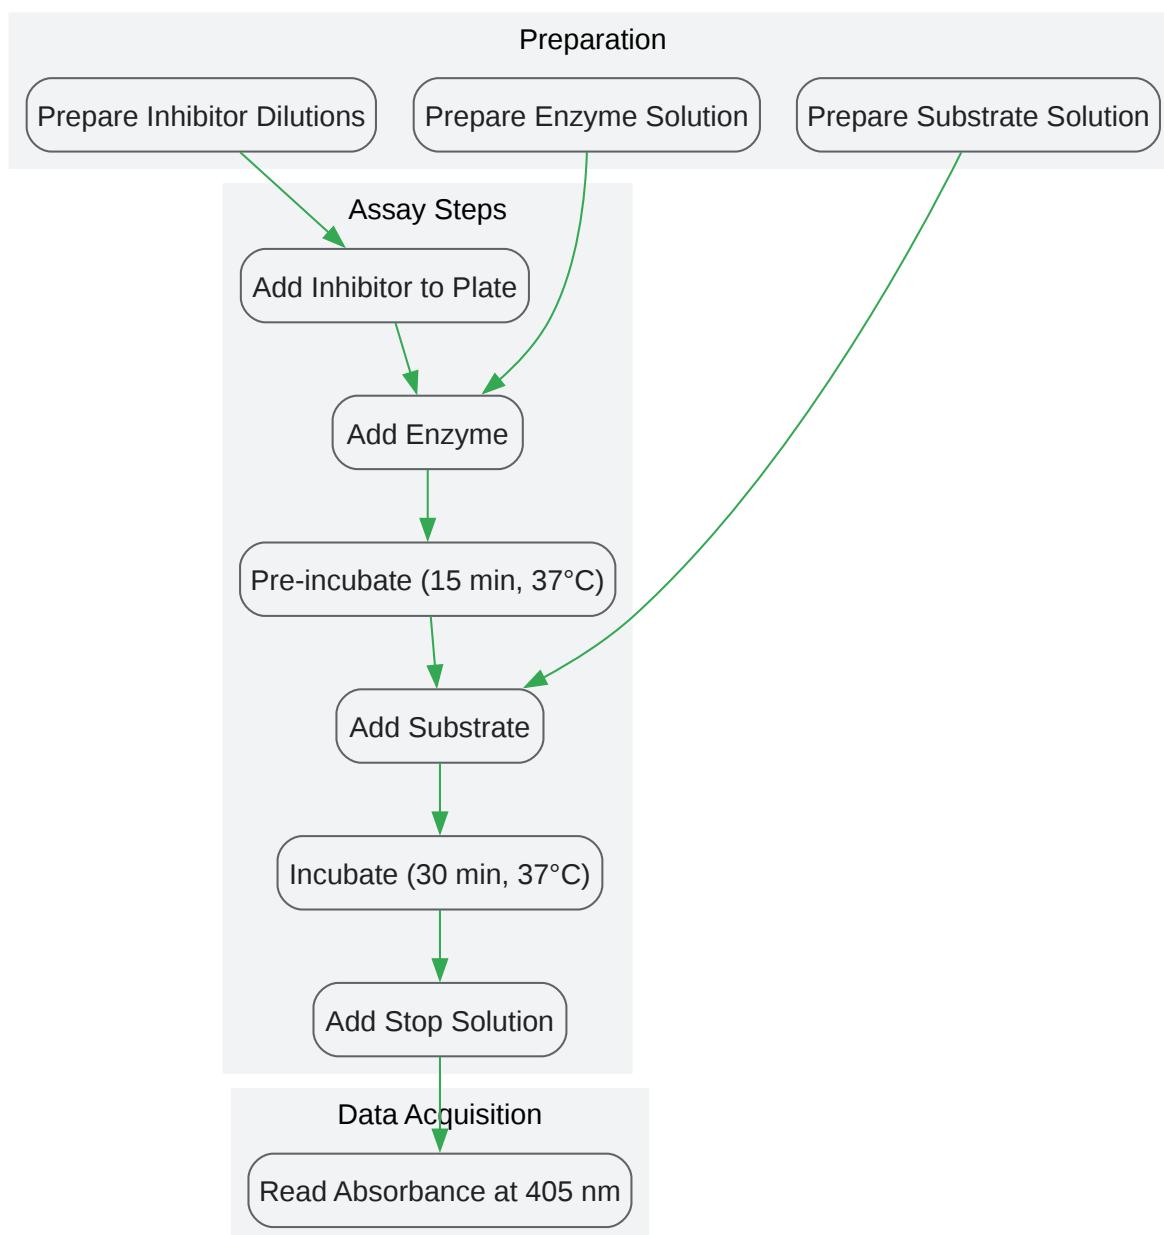 Preparation
Prepare Inhibitor Dilutions
Prepare Enzyme Solution
Prepare Substrate Solution
Assay Steps
Add Inhibitor to Plate
Add Enzyme
Pre-incubate (15 min, 37°C)
Add Substrate
Incubate (30 min, 37°C)
Add Stop Solution
Data Acquisition
Read Absorbance at 405 nm